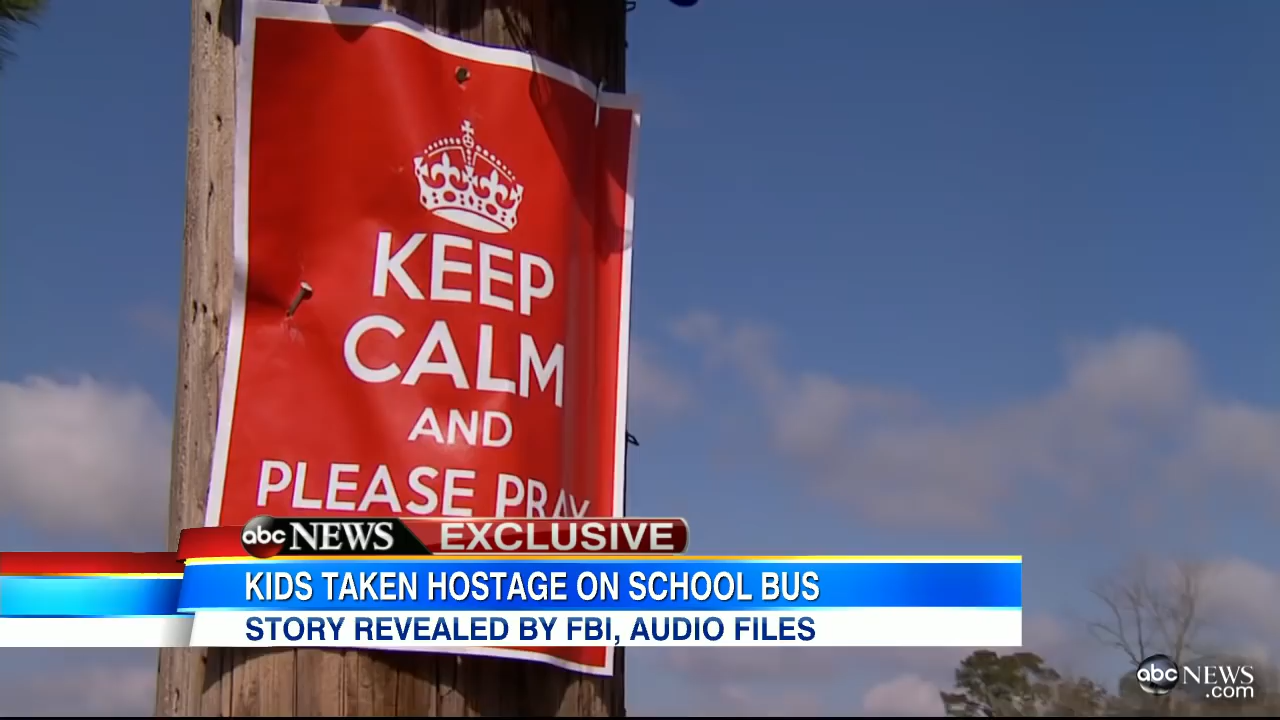 KEEP
CALM
AND
PLEASE PRAY
abc NEWS EXCLUSIVE
KIDS TAKEN HOSTAGE ON SCHOOL BUS
STORY REVEALED BY FBI, AUDIO FILES
abc NEWS
.com